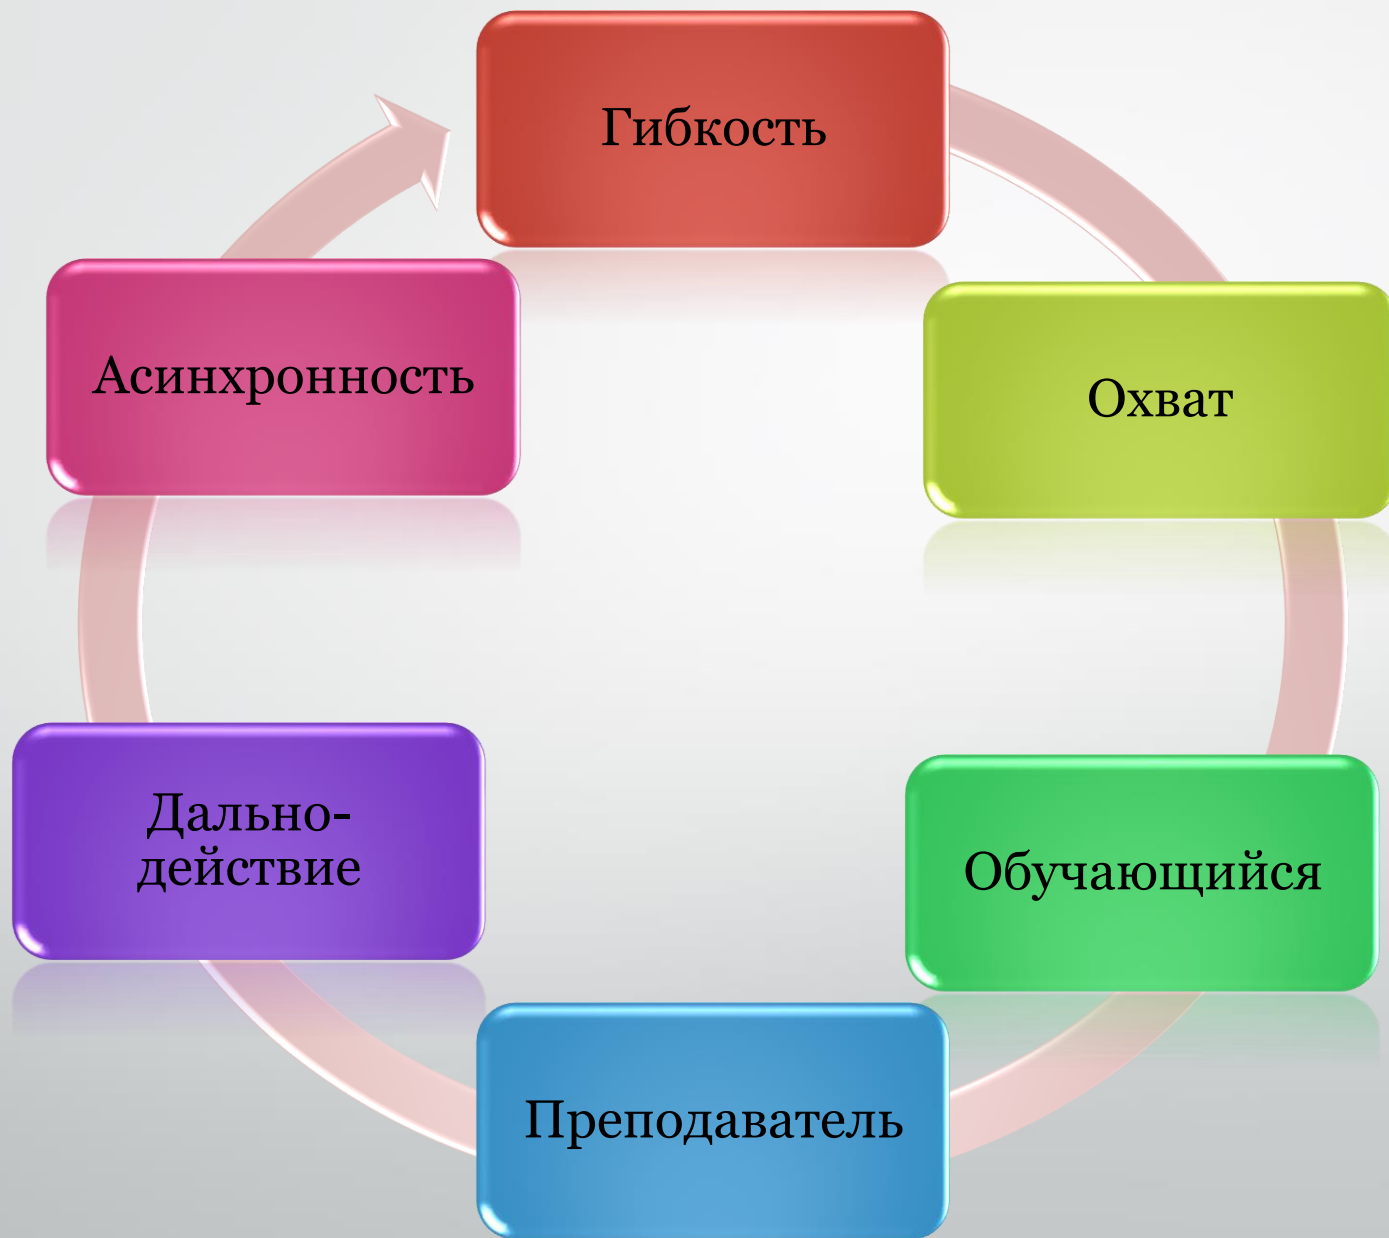 Гибкость
Охват
Обучающийся
Преподаватель
Дально-
действие
Асинхронность